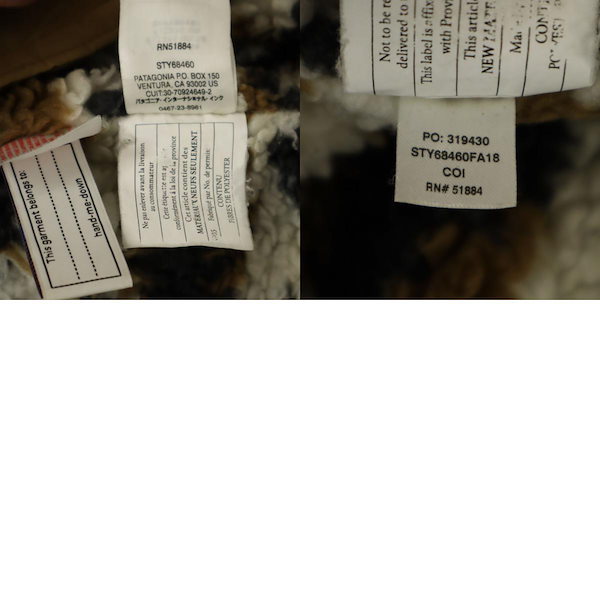 RN51884
STY68460
PATAGONIA P.O. BOX 150
VENTURA, CA 93002 US
CUIT:30-70924649-2
パタゴニア・インターナショナル・インク
0467-23-8961
This garment belongs to:
hand-me-down
Ne pas enlever avant la livraison
au consommateur
Cette étiquette est
conformément à la loi de la province
Cet article contient des
MATÉRIAUX NEUFS SEULEMENT
Fabriqué par No. de permis:
CONTENU
FIBRES DE POLYESTER
Not to be re
delivered to
This label is affix
with Provi
This article
NEW MATE
Ma
CONT
PO
PO: 319430
STY68460FA18
COI
RN# 51884